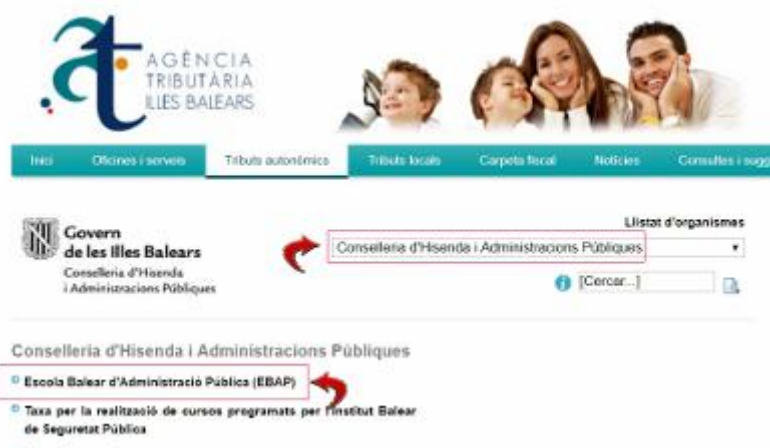 AGÈNCIA
TRIBUTÀRIA
ILLES BALEARS
Inici Oficines i serveis Tributs autonòmics Tributs locals Carpeta fiscal Notícies Consultes i sugg
Llistat d'organismes
Govern
de les Illes Balears
Conselleria d'Hisenda
i Administracions Públiques
Conselleria d'Hisenda i Administracions Públiques
[Cercar...]
Conselleria d'Hisenda i Administracions Públiques
Escola Balear d'Administració Pública (EBAP)
Taxa per la realització de cursos programats per l'Institut Balear
de Seguretat Pública